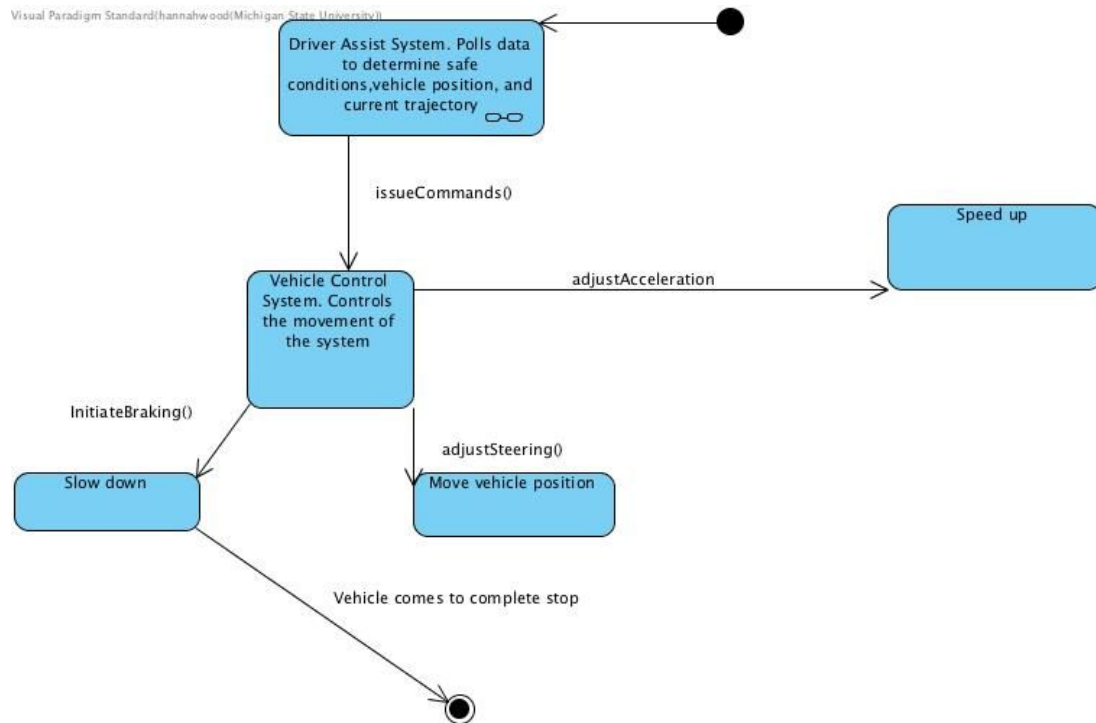 Visual Paradigm Standard(hannahwood(Michigan State University))
Driver Assist System. Polls data
to determine safe
conditions,vehicle position, and
current trajectory
issueCommands()
Speed up
adjustAcceleration
Vehicle Control
System. Controls
the movement of
the system
InitiateBraking()
adjustSteering()
Slow down
Move vehicle position
Vehicle comes to complete stop